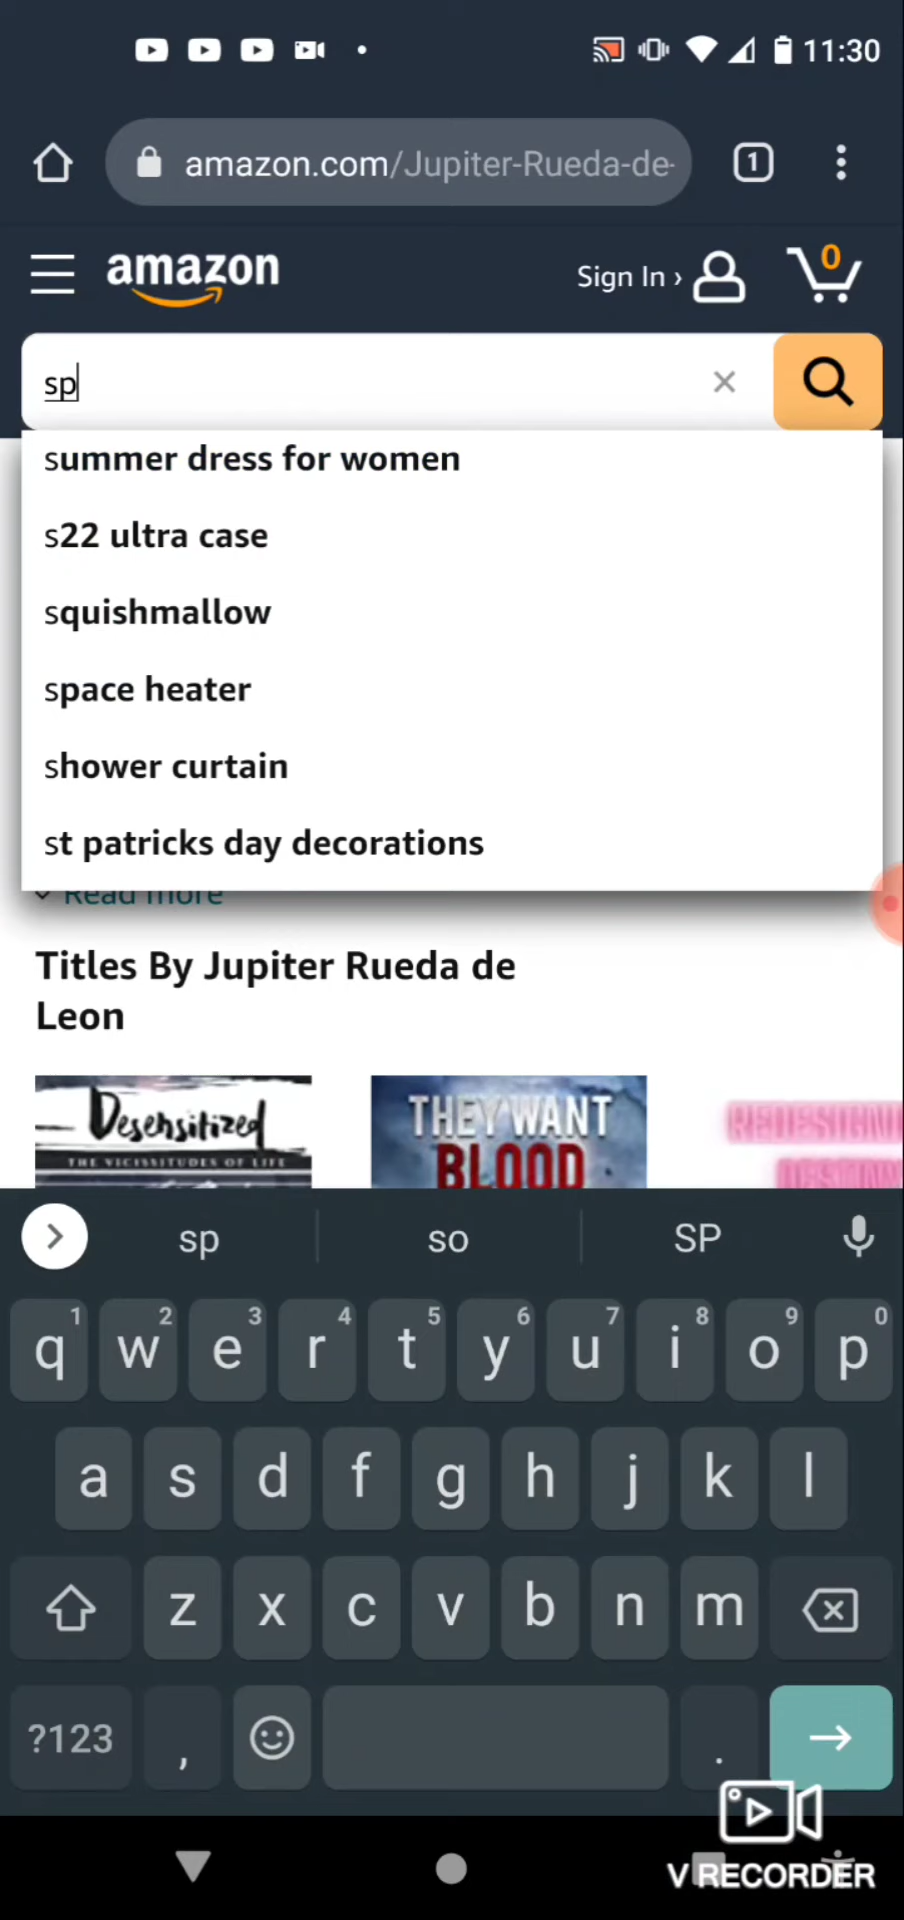 11:30
amazon.com/Jupiter-Rueda-de-
1
amazon
Sign In ›
0
sp
summer dress for women
s22 ultra case
squishmallow
space heater
shower curtain
st patricks day decorations
Read more
Titles By Jupiter Rueda de
Leon
Desensitized
THE VICISSITUDES OF LIFE
THEY WANT
BLOOD
sp so SP
1 2 3 4 5 6 7 8 9 0
q w e r t y u i o p
a s d f g h j k l
z x c v b n m
?123 , .
V RECORDER